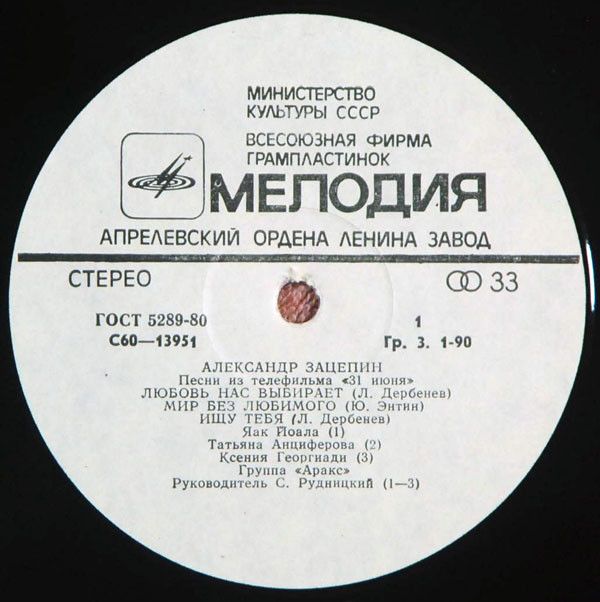 МИНИСТЕРСТВО
КУЛЬТУРЫ СССР
ВСЕСОЮЗНАЯ ФИРМА
ГРАМПЛАСТИНОК
МЕЛОДИЯ
АПРЕЛЕВСКИЙ ОРДЕНА ЛЕНИНА ЗАВОД
СТЕРЕО 33
ГОСТ 5289-80 1
С60—13951 Гр. 3. 1-90
АЛЕКСАНДР ЗАЦЕПИН
Песни из телефильма «31 июня»
ЛЮБОВЬ НАС ВЫБИРАЕТ (Л. Дербенев)
МИР БЕЗ ЛЮБИМОГО (Ю. Энтин)
ИЩУ ТЕБЯ (Л. Дербенев)
Яак Йоала (1)
Татьяна Анциферова (2)
Ксения Георгиади (3)
Группа «Аракс»
Руководитель С. Рудницкий (1—3)